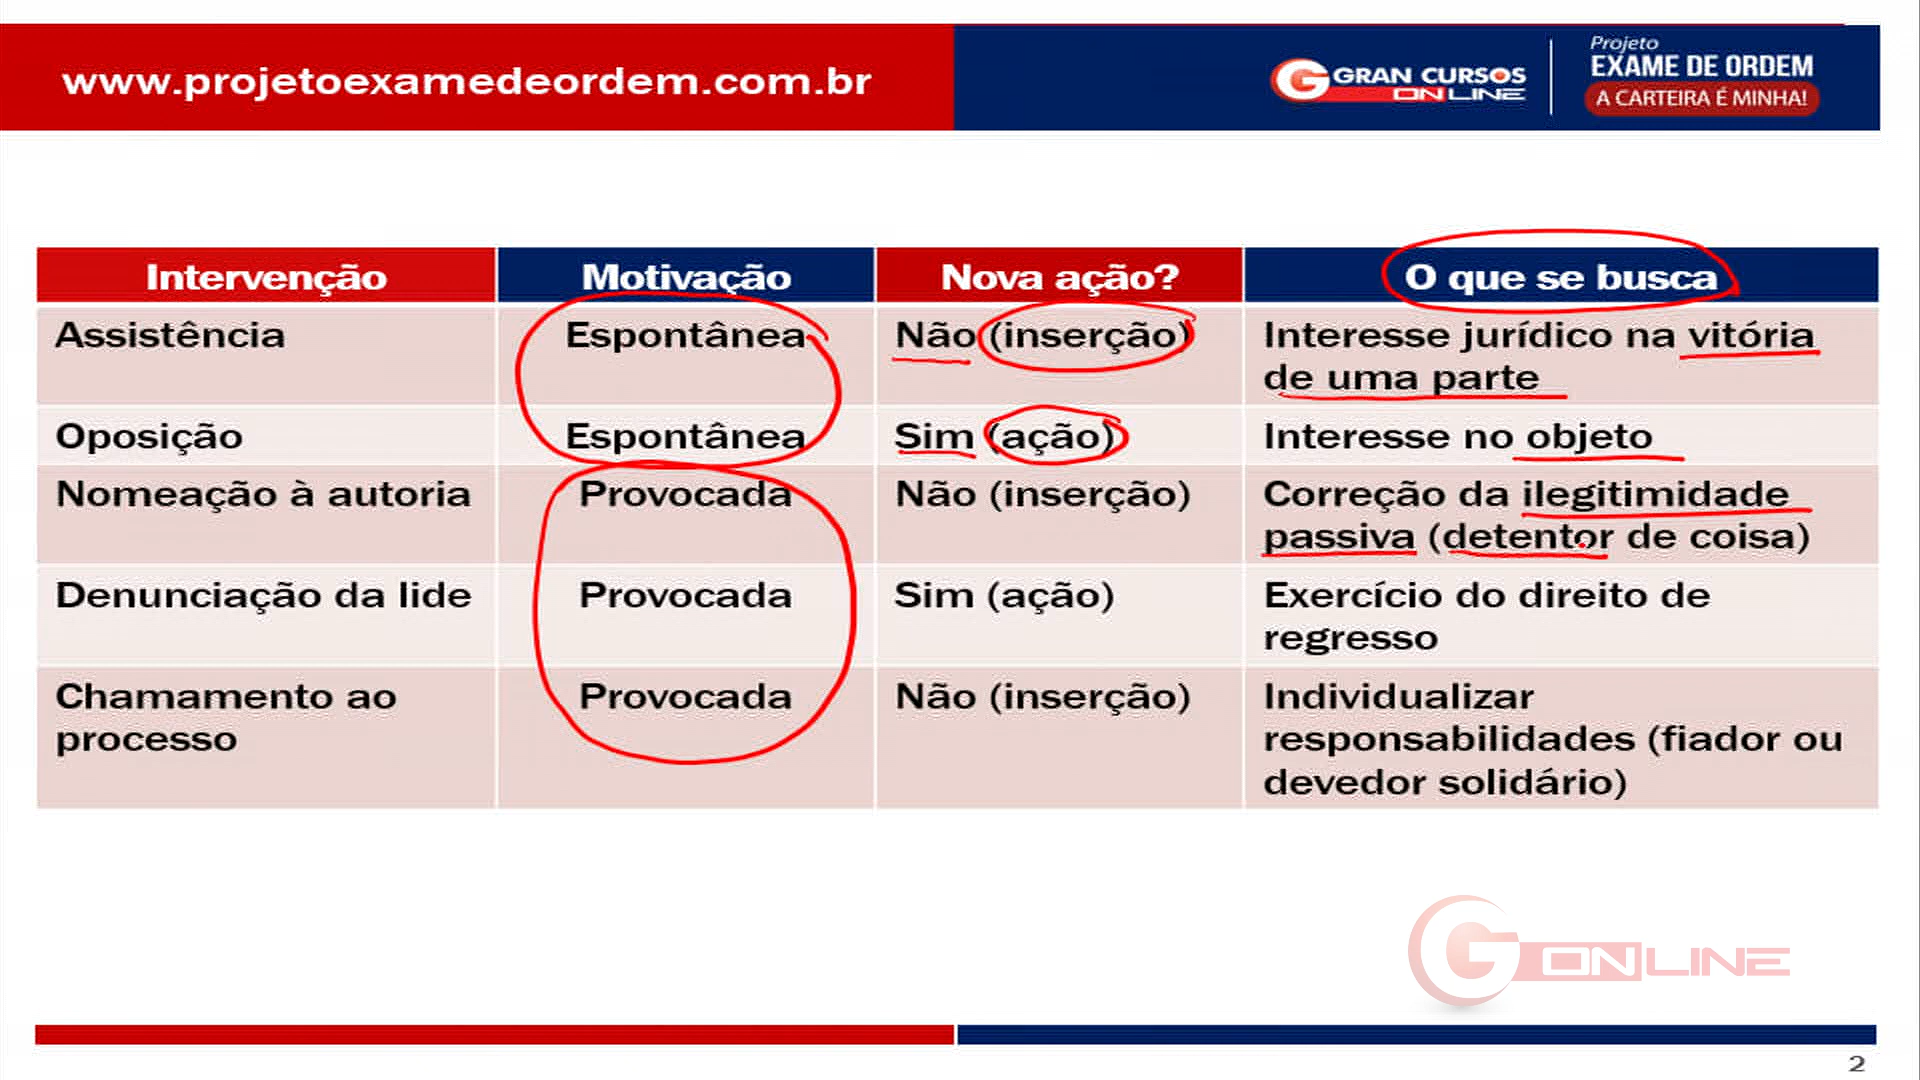 www.projetoexamedeordem.com.br
GRAN CURSOS
ONLINE
Projeto
EXAME DE ORDEM
A CARTEIRA É MINHA!
Intervenção Motivação Nova ação? O que se busca
Assistência Espontânea Não (inserção) Interesse jurídico na vitória
de uma parte
Oposição Espontânea Sim (ação) Interesse no objeto
Nomeação à autoria Provocada Não (inserção) Correção da ilegitimidade
passiva (detentor de coisa)
Denunciação da lide Provocada Sim (ação) Exercício do direito de
regresso
Chamamento ao Provocada Não (inserção) Individualizar
processo responsabilidades (fiador ou
devedor solidário)
G ONLINE
2